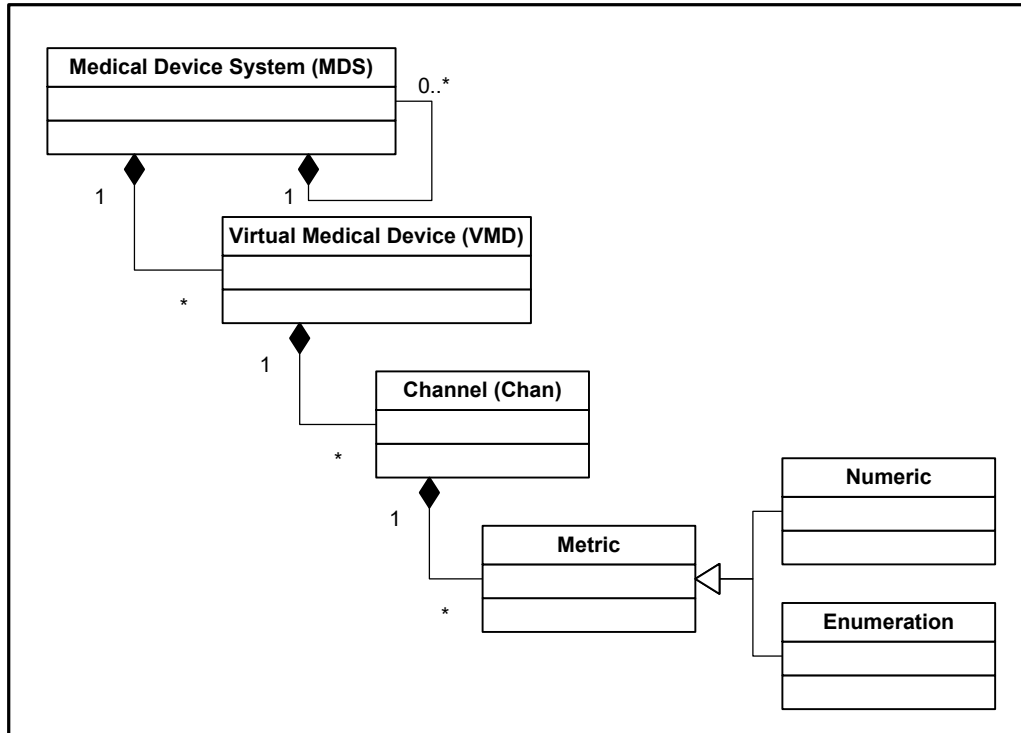 Medical Device System (MDS)
0..*
1
1
Virtual Medical Device (VMD)
*
1
Channel (Chan)
*
1
Numeric
Metric
*
Enumeration